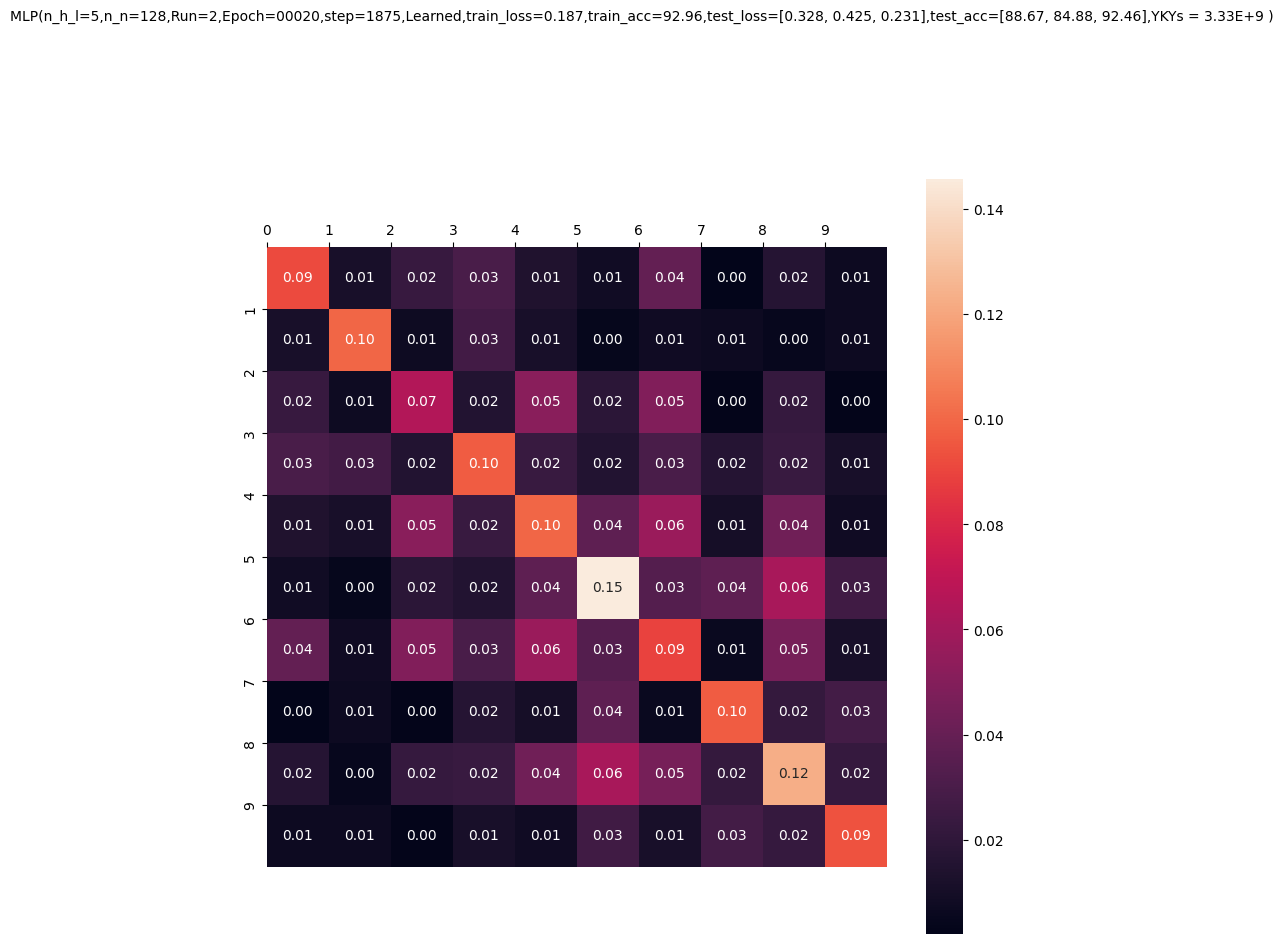 MLP(n_h_l=5,n_n=128,Run=2,Epoch=00020,step=1875,Learned,train_loss=0.187,train_acc=92.96,test_loss=[0.328, 0.425, 0.231],test_acc=[88.67, 84.88, 92.46],YKYs = 3.33E+9 )
0 1 2 3 4 5 6 7 8 9
0.09 0.01 0.02 0.03 0.01 0.01 0.04 0.00 0.02 0.01
1
0.01 0.10 0.01 0.03 0.01 0.00 0.01 0.01 0.00 0.01
2
0.02 0.01 0.07 0.02 0.05 0.02 0.05 0.00 0.02 0.00
3
0.03 0.03 0.02 0.10 0.02 0.02 0.03 0.02 0.02 0.01
4
0.01 0.01 0.05 0.02 0.10 0.04 0.06 0.01 0.04 0.01
5
0.01 0.00 0.02 0.02 0.04 0.15 0.03 0.04 0.06 0.03
6
0.04 0.01 0.05 0.03 0.06 0.03 0.09 0.01 0.05 0.01
7
0.00 0.01 0.00 0.02 0.01 0.04 0.01 0.10 0.02 0.03
8
0.02 0.00 0.02 0.02 0.04 0.06 0.05 0.02 0.12 0.02
9
0.01 0.01 0.00 0.01 0.01 0.03 0.01 0.03 0.02 0.09
0.14
0.12
0.10
0.08
0.06
0.04
0.02